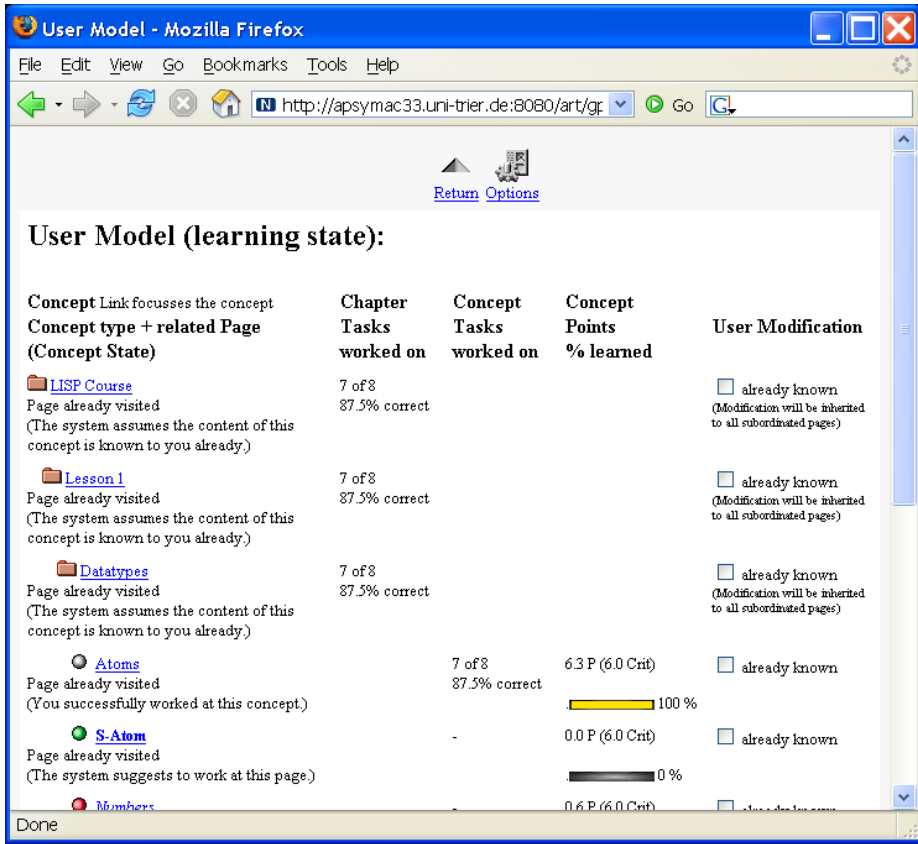 User Model - Mozilla Firefox
File Edit View Go Bookmarks Tools Help
http://apsymac33.uni-trier.de:8080/art/gp Go G
Return Options
User Model (learning state):
Concept Link focusses the concept
Concept type + related Page
(Concept State)
Chapter
Tasks
worked on
Concept
Tasks
worked on
Concept
Points
% learned
User Modification
LISP Course
Page already visited
(The system assumes the content of this
concept is known to you already.)
7 of 8
87.5% correct
already known
(Modification will be inherited
to all subordinated pages)
Lesson 1
Page already visited
(The system assumes the content of this
concept is known to you already.)
7 of 8
87.5% correct
already known
(Modification will be inherited
to all subordinated pages)
Datatypes
Page already visited
(The system assumes the content of this
concept is known to you already.)
7 of 8
87.5% correct
already known
(Modification will be inherited
to all subordinated pages)
Atoms
Page already visited
(You successfully worked at this concept.)
7 of 8
87.5% correct
6.3 P (6.0 Crit)
100 %
already known
S-Atom
Page already visited
(The system suggests to work at this page.)
-
0.0 P (6.0 Crit)
0 %
already known
Numbers
-
0.6 P (6.0 Crit)
already known
Done